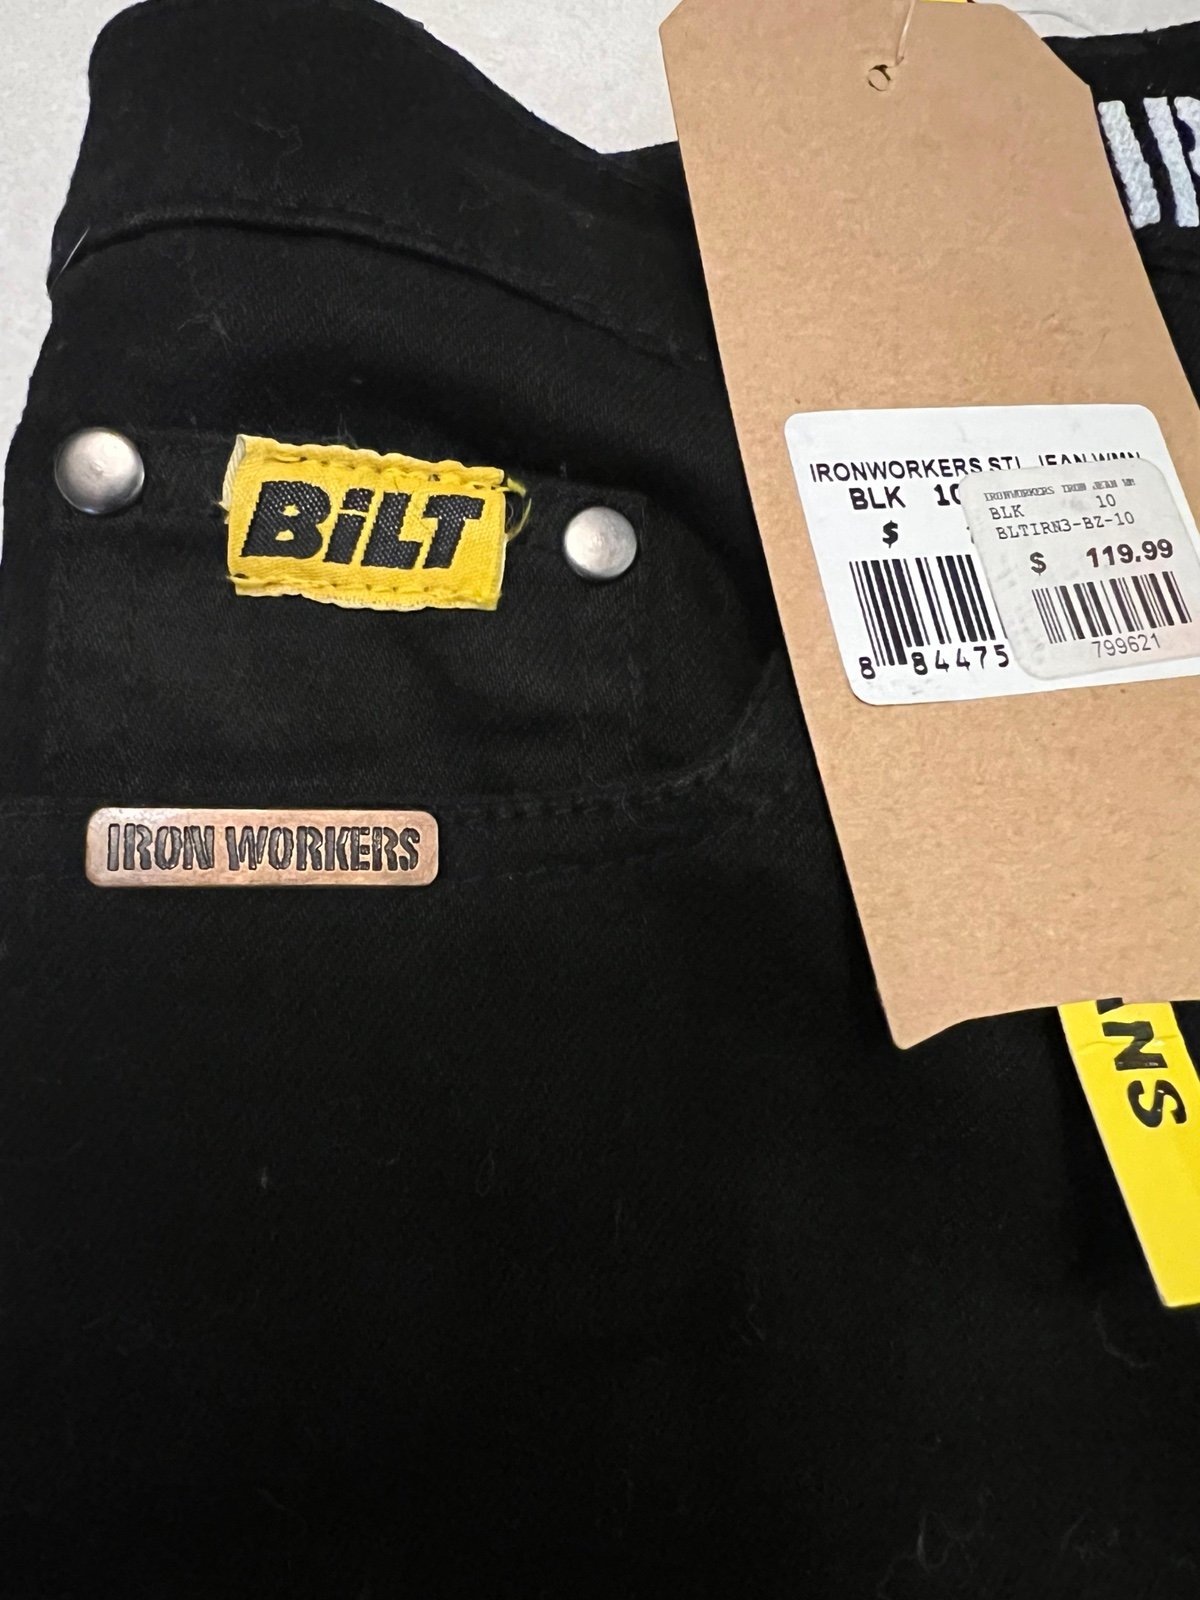 BiLT
IRON WORKERS
IRONWORKERS STL JEAN WMN
BLK 10
$
8 84475
IRONWORKERS IRON JEAN WM
BLK 10
BLTIRN3-BZ-10
$ 119.99
799621